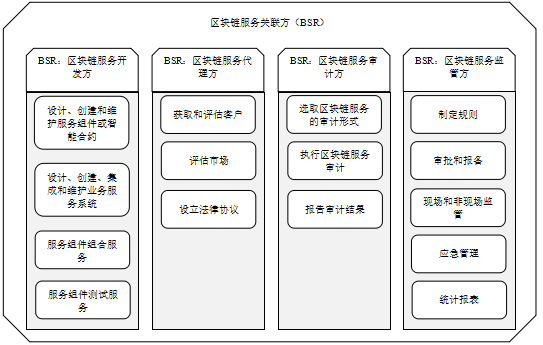 区块链服务关联方（BSR）
BSR：区块链服务开
发方
设计、创建和维
护服务组件或智
能合约
设计、创建、集
成和维护业务服
务系统
服务组件组合服
务
服务组件测试服
务
BSR：区块链服务代
理方
获取和评估客户
评估市场
设立法律协议
BSR：区块链服务审
计方
选取区块链服务
的审计形式
执行区块链服务
审计
报告审计结果
BSR：区块链服务监
管方
制定规则
审批和报备
现场和非现场监
管
应急管理
统计报表